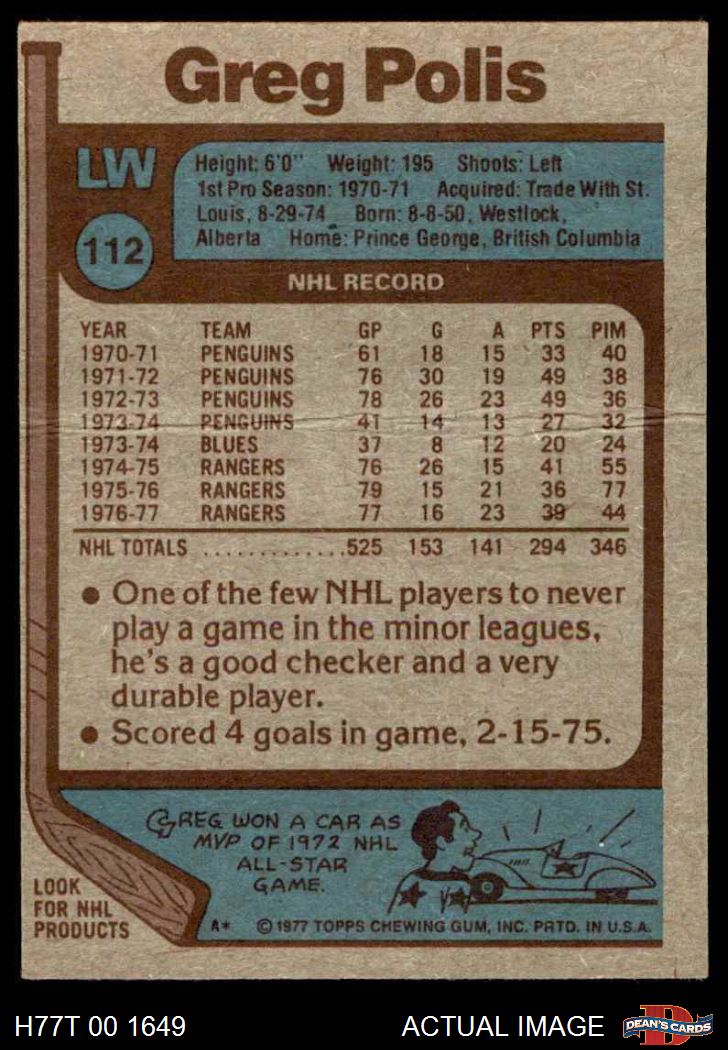 Greg Polis
LW
112
Height: 6'0" Weight: 195 Shoots: Left
1st Pro Season: 1970-71 Acquired: Trade With St.
Louis, 8-29-74 Born: 8-8-50, Westlock,
Alberta Home: Prince George, British Columbia
NHL RECORD
YEAR TEAM GP G A PTS PIM
1970-71 PENGUINS 61 18 15 33 40
1971-72 PENGUINS 76 30 19 49 38
1972-73 PENGUINS 78 26 23 49 36
1973-74 PENGUINS 41 14 13 27 32
1973-74 BLUES 37 8 12 20 24
1974-75 RANGERS 76 26 15 41 55
1975-76 RANGERS 79 15 21 36 77
1976-77 RANGERS 77 16 23 39 44
NHL TOTALS .............525 153 141 294 346
• One of the few NHL players to never
play a game in the minor leagues,
he's a good checker and a very
durable player.
• Scored 4 goals in game, 2-15-75.
GREG WON A CAR AS
MVP OF 1972 NHL
ALL-STAR
GAME.
LOOK
FOR NHL
PRODUCTS
A* © 1977 TOPPS CHEWING GUM, INC. PRTD. IN U.S.A.
H77T 00 1649 ACTUAL IMAGE
D
DEAN'S CARDS